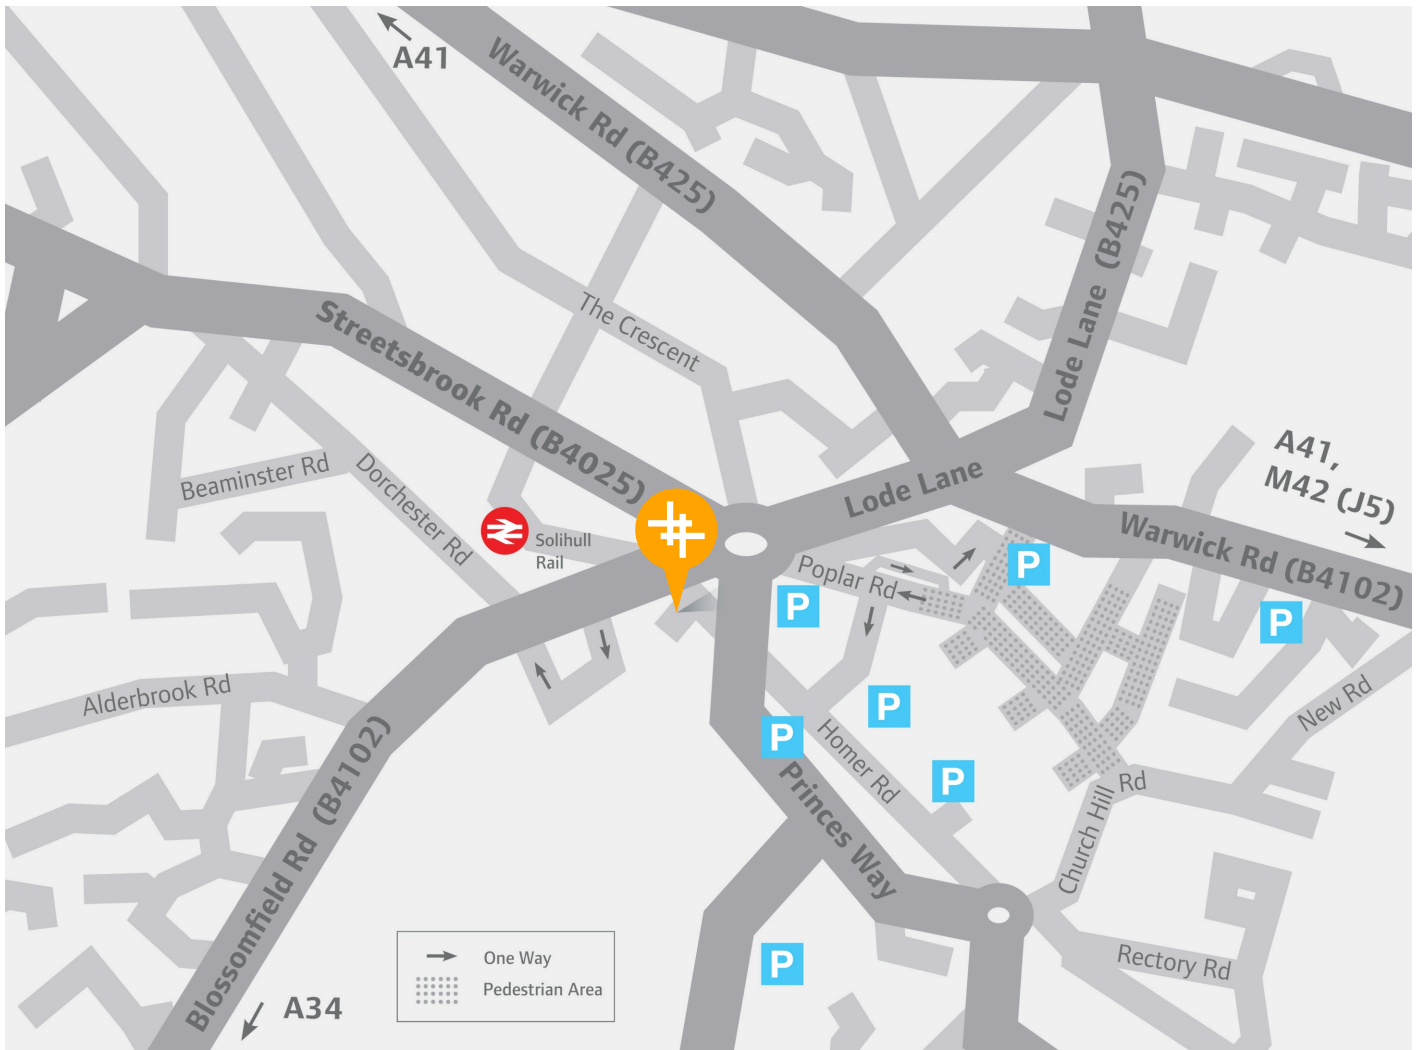 A41
Warwick Rd (B425)
Lode Lane (B425)
The Crescent
Streetsbrook Rd (B4025)
Beaminster Rd
Dorchester Rd
Solihull
Rail
Lode Lane
A41,
M42 (J5)
Warwick Rd (B4102)
Poplar Rd
P
P
P
P
P
P
P
Alderbrook Rd
New Rd
Homer Rd
Princes Way
Church Hill Rd
Blossomfield Rd (B4102)
Rectory Rd
A34
One Way
Pedestrian Area